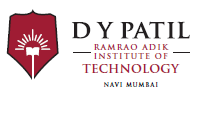 D Y PATIL
RAMRAO ADIK
INSTITUTE OF
TECHNOLOGY
NAVI MUMBAI